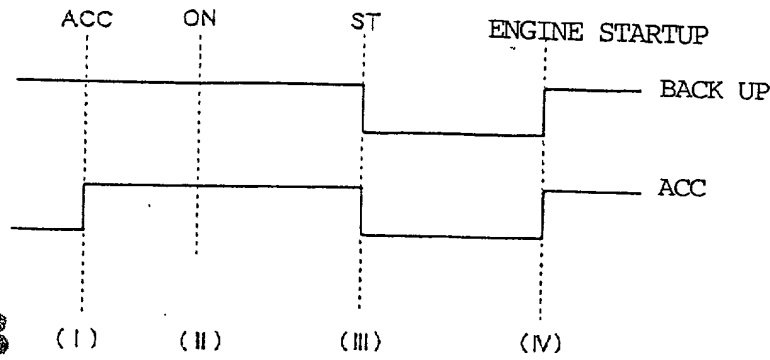 ACC ON ST ENGINE STARTUP
BACK UP
ACC
(I) (II) (III) (IV)